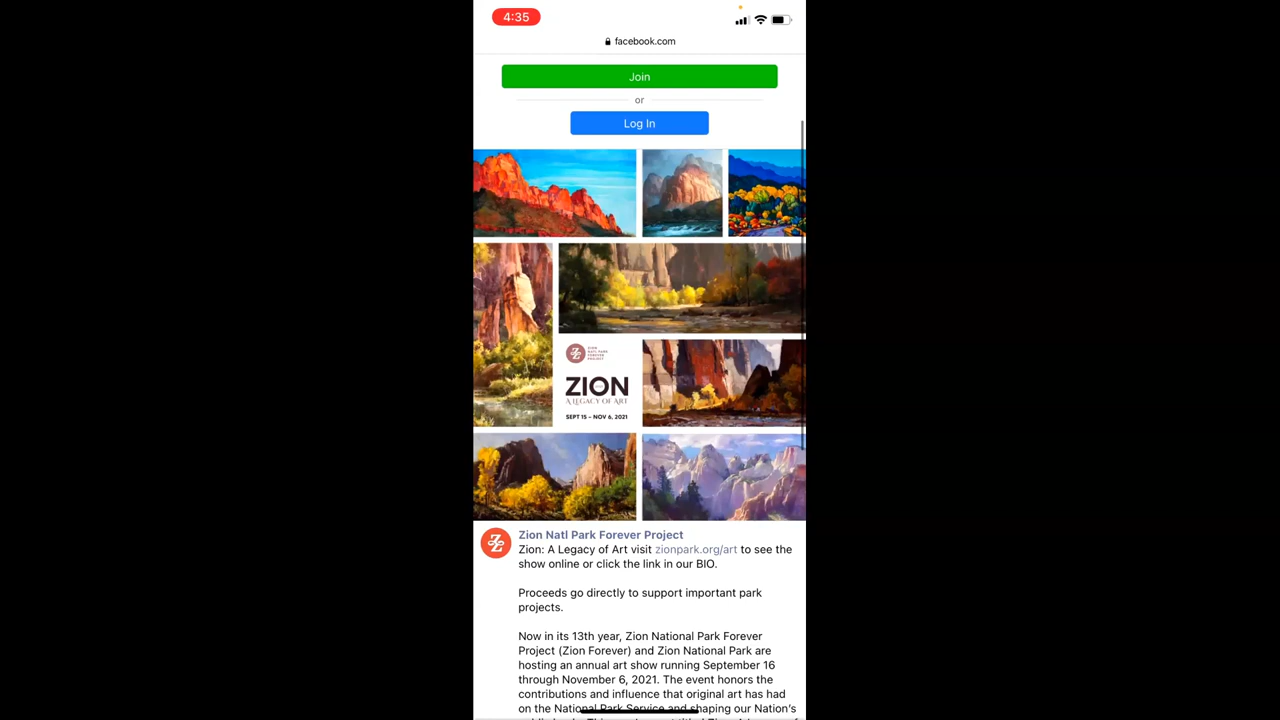 4:35
facebook.com
Join
or
Log In
ZION
NATL PARK
FOREVER
PROJECT
ZION
A LEGACY OF ART
SEPT 15 – NOV 6, 2021
Zion Natl Park Forever Project
Zion: A Legacy of Art visit zionpark.org/art to see the
show online or click the link in our BIO.
Proceeds go directly to support important park
projects.
Now in its 13th year, Zion National Park Forever
Project (Zion Forever) and Zion National Park are
hosting an annual art show running September 16
through November 6, 2021. The event honors the
contributions and influence that original art has had
on the National Park Service and shaping our Nation's